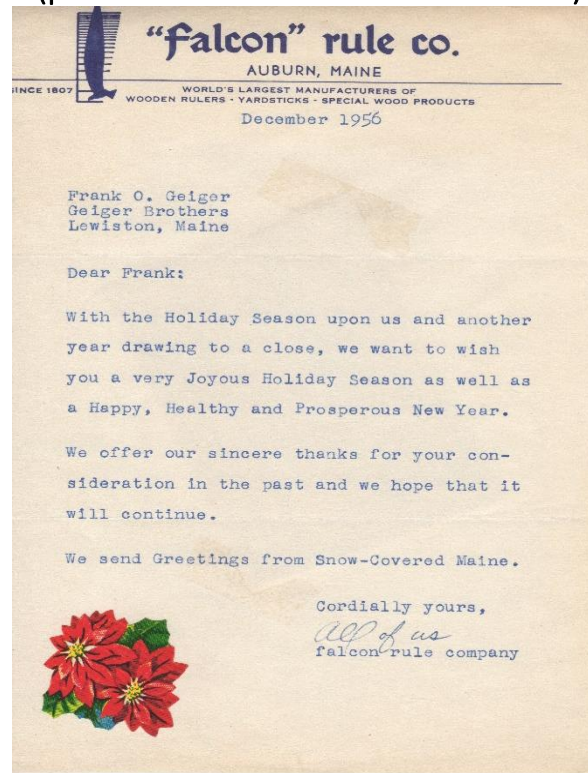 "falcon" rule co.
AUBURN, MAINE
SINCE 1807
WORLD'S LARGEST MANUFACTURERS OF
WOODEN RULERS - YARDSTICKS - SPECIAL WOOD PRODUCTS
December 1956
Frank O. Geiger
Geiger Brothers
Lewiston, Maine
Dear Frank:
With the Holiday Season upon us and another
year drawing to a close, we want to wish
you a very Joyous Holiday Season as well as
a Happy, Healthy and Prosperous New Year.
We offer our sincere thanks for your con-
sideration in the past and we hope that it
will continue.
We send Greetings from Snow-Covered Maine.
Cordially yours,
All of us
falcon rule company